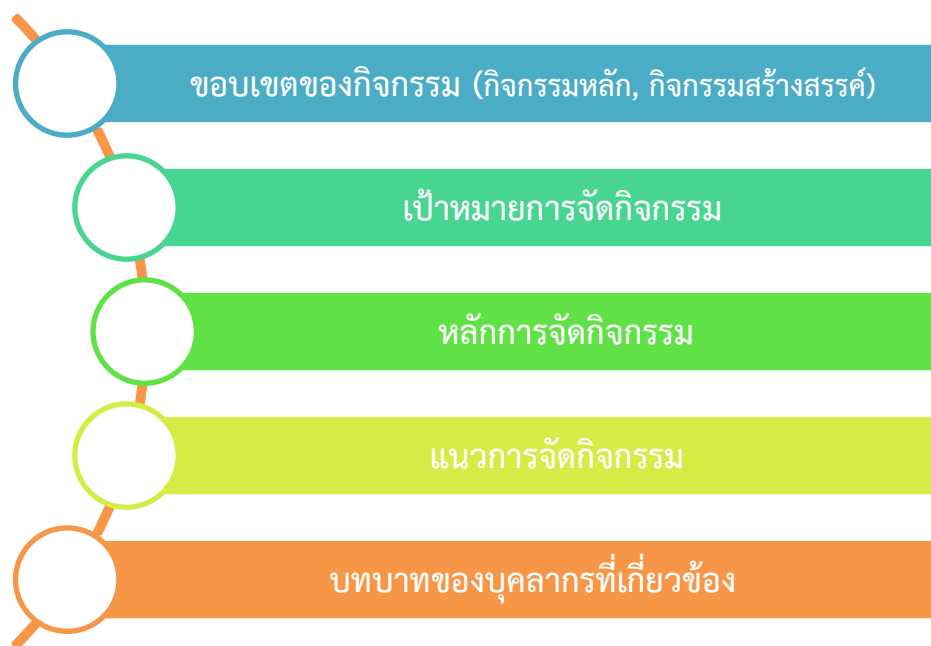 ขอบเขตของกิจกรรม (กิจกรรมหลัก, กิจกรรมสร้างสรรค์)
เป้าหมายการจัดกิจกรรม
หลักการจัดกิจกรรม
แนวการจัดกิจกรรม
บทบาทของบุคลากรที่เกี่ยวข้อง